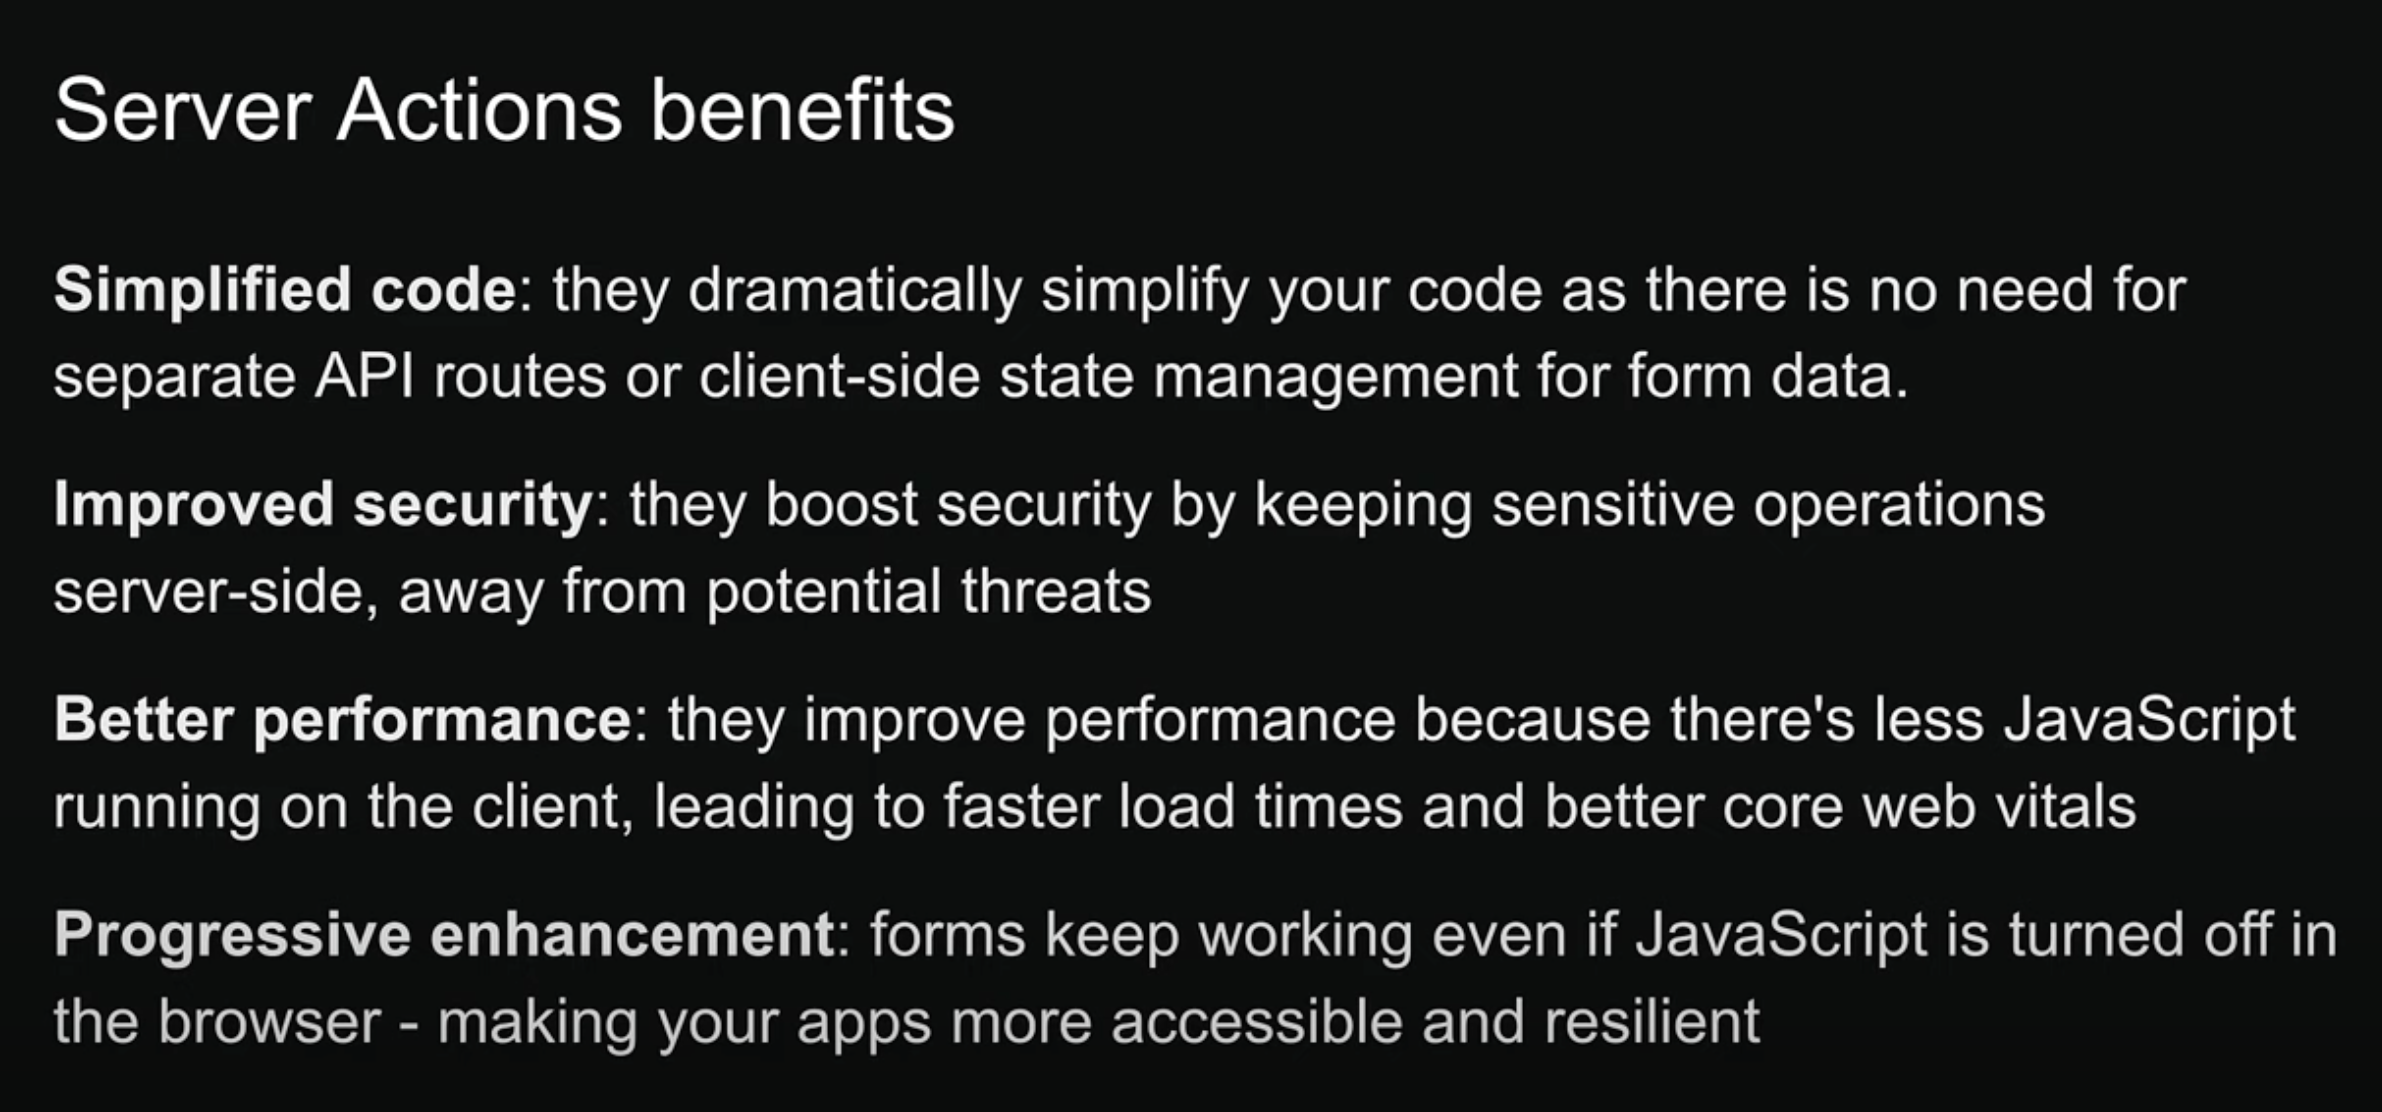 Server Actions benefits
Simplified code: they dramatically simplify your code as there is no need for
separate API routes or client-side state management for form data.
Improved security: they boost security by keeping sensitive operations
server-side, away from potential threats
Better performance: they improve performance because there's less JavaScript
running on the client, leading to faster load times and better core web vitals
Progressive enhancement: forms keep working even if JavaScript is turned off in
the browser - making your apps more accessible and resilient